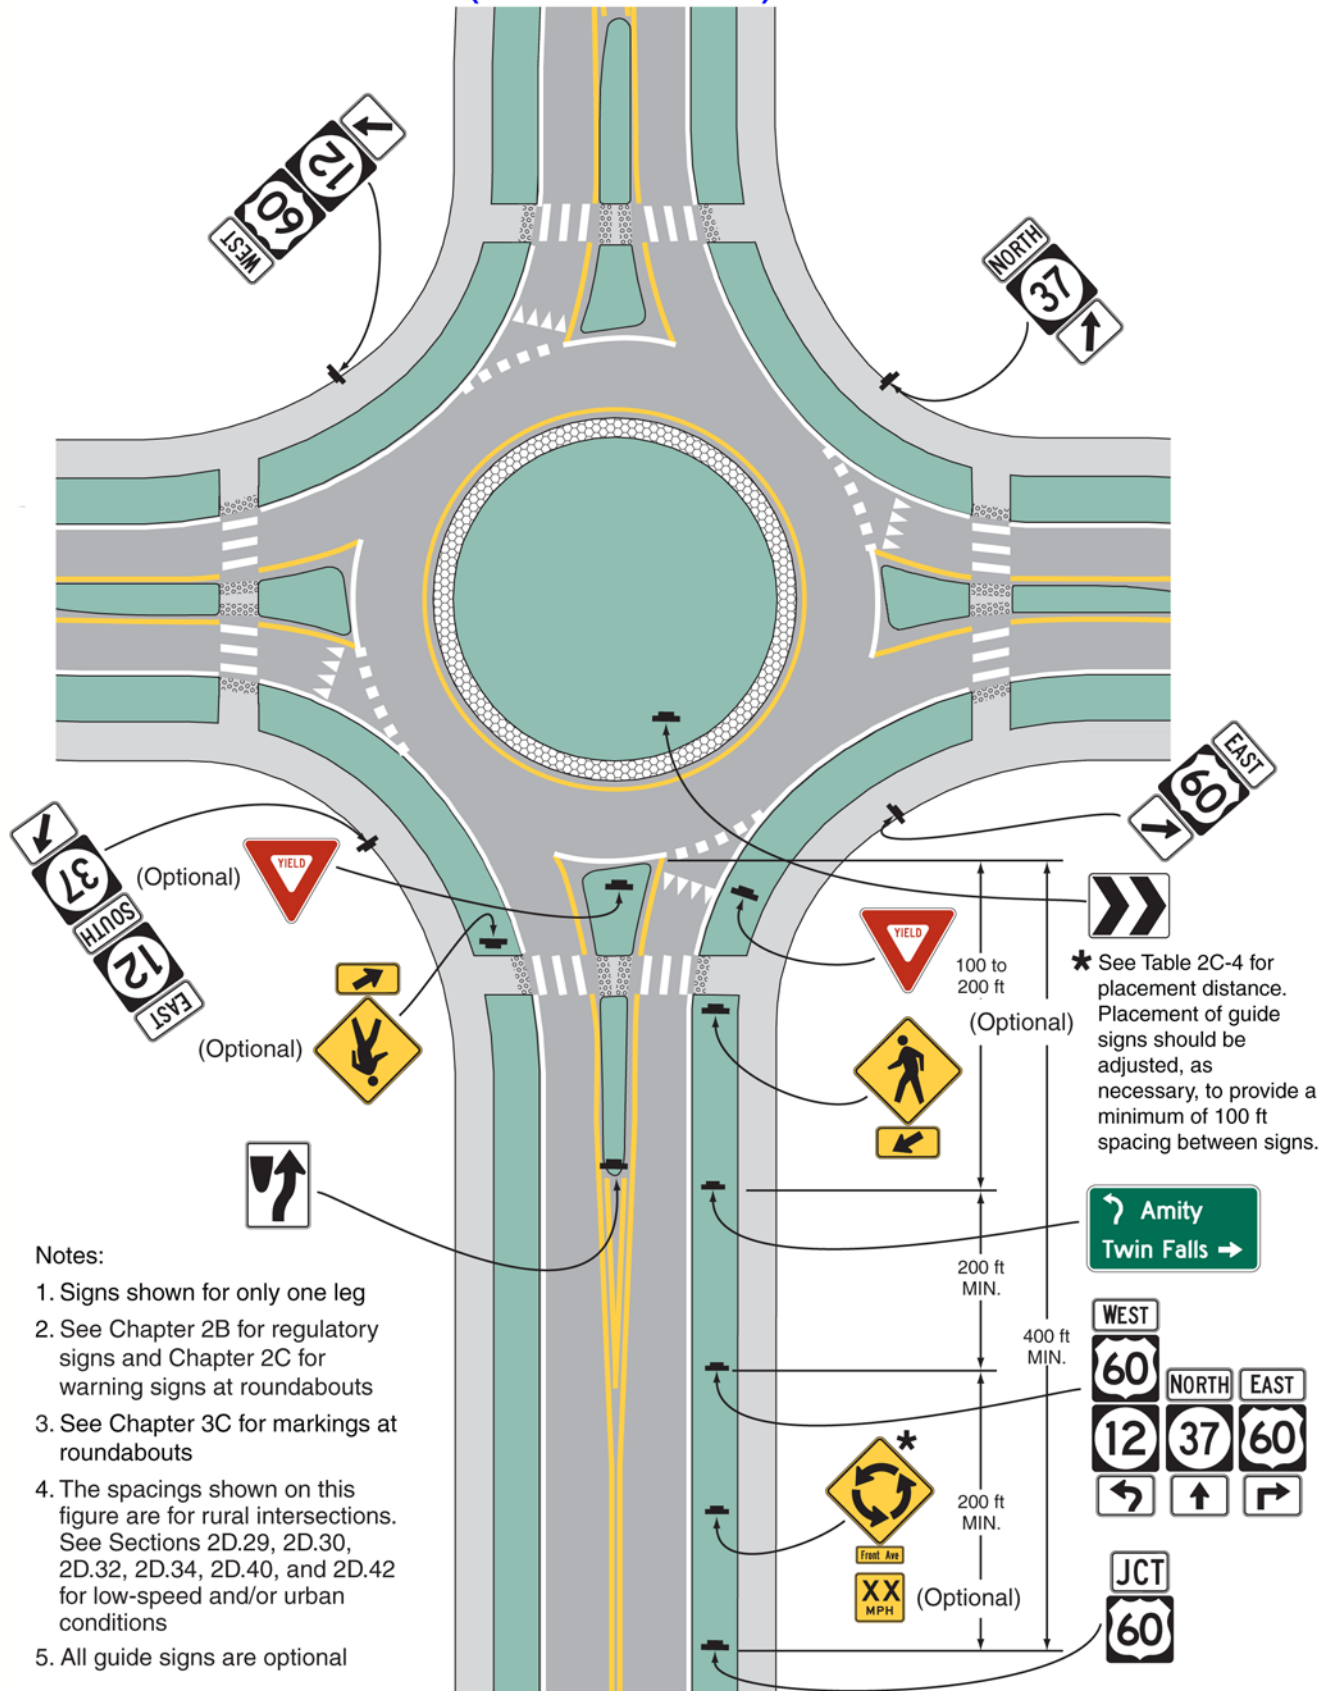 12
60
WEST
NORTH
37
EAST
60
37
SOUTH
12
EAST
(Optional)
YIELD
(Optional)
YIELD
100 to
200 ft
(Optional)
* See Table 2C-4 for
placement distance.
Placement of guide
signs should be
adjusted, as
necessary, to provide a
minimum of 100 ft
spacing between signs.
Amity
Twin Falls
200 ft
MIN.
400 ft
MIN.
WEST
60
NORTH EAST
12 37 60
*
Front Ave
XX
MPH
(Optional)
200 ft
MIN.
JCT
60
Notes:
1. Signs shown for only one leg
2. See Chapter 2B for regulatory
signs and Chapter 2C for
warning signs at roundabouts
3. See Chapter 3C for markings at
roundabouts
4. The spacings shown on this
figure are for rural intersections.
See Sections 2D.29, 2D.30,
2D.32, 2D.34, 2D.40, and 2D.42
for low-speed and/or urban
conditions
5. All guide signs are optional